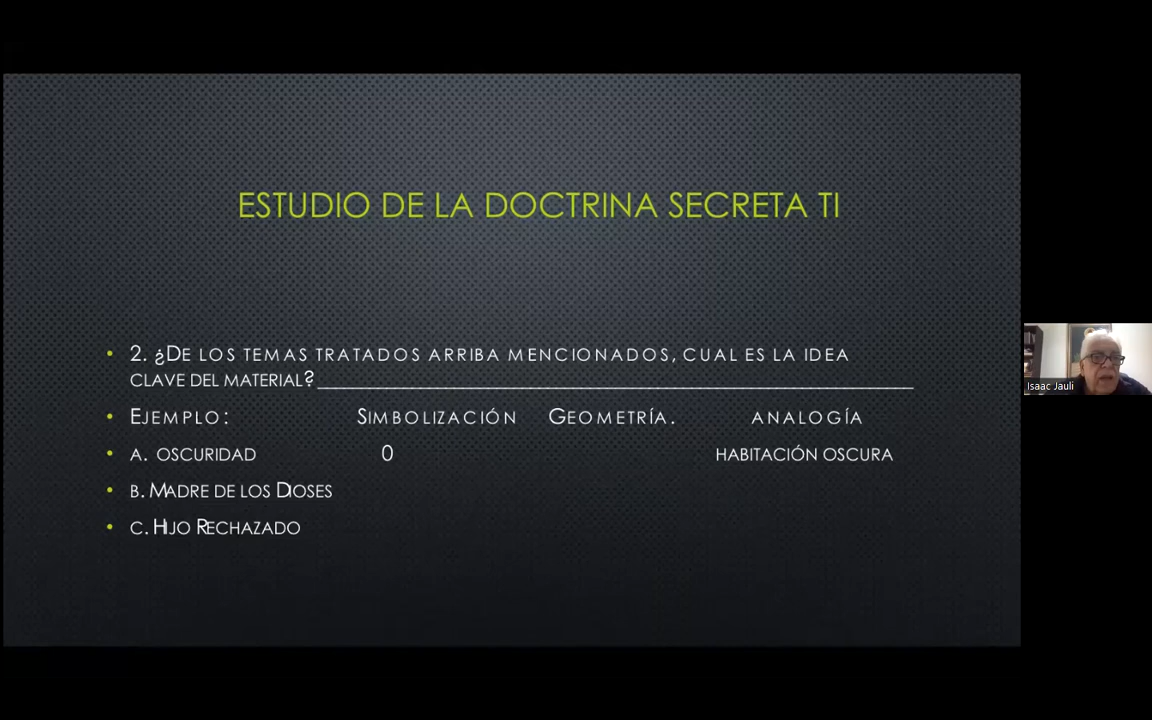 ESTUDIO DE LA DOCTRINA SECRETA TI
• 2. ¿DE LOS TEMAS TRATADOS ARRIBA MENCIONADOS, CUAL ES LA IDEA
CLAVE DEL MATERIAL?______________________________________________
• EJEMPLO: SIMBOLIZACIÓN GEOMETRÍA. ANALOGÍA
• A. OSCURIDAD 0 HABITACIÓN OSCURA
• B. MADRE DE LOS DIOSES
• C. HIJO RECHAZADO
Isaac Jauli